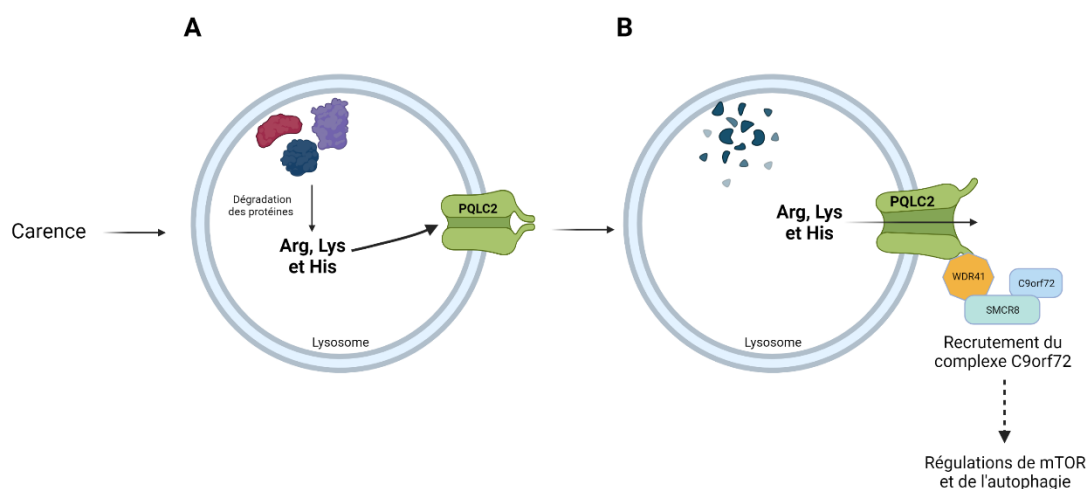 A
B
Carence
Dégradation
des protéines
Arg, Lys
et His
PQLC2
Lysosome
Arg, Lys
et His
PQLC2
WDR41
C9orf72
SMCR8
Lysosome
Recrutement du
complexe C9orf72
Régulations de mTOR
et de l'autophagie